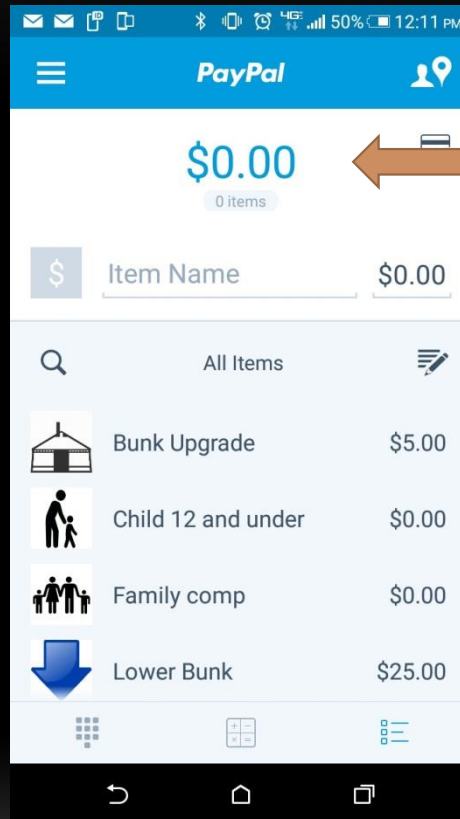 4G 50% 12:11 PM
PayPal
$0.00
0 items
$ Item Name $0.00
All Items
Bunk Upgrade $5.00
Child 12 and under $0.00
Family comp $0.00
Lower Bunk $25.00